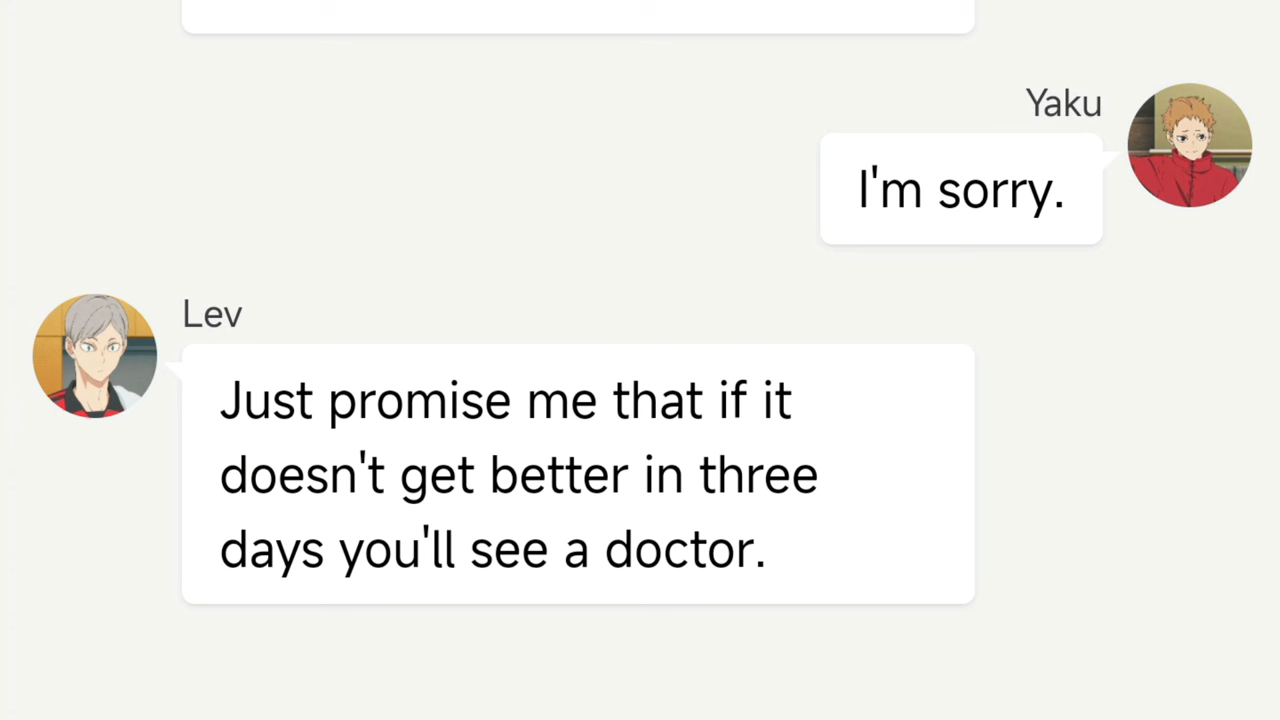 Yaku
I'm sorry.
Lev
Just promise me that if it
doesn't get better in three
days you'll see a doctor.